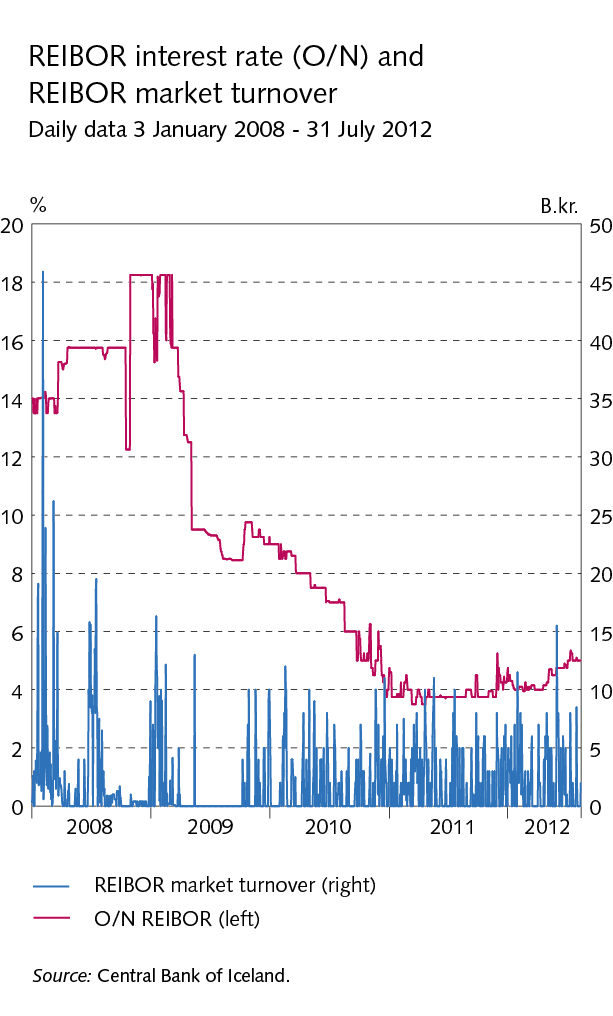 REIBOR interest rate (O/N) and
REIBOR market turnover
Daily data 3 January 2008 - 31 July 2012
% B.kr.
20 50
18 45
16 40
14 35
12 30
10 25
8 20
6 15
4 10
2 5
0 0
2008 2009 2010 2011 2012
REIBOR market turnover (right)
O/N REIBOR (left)
Source: Central Bank of Iceland.